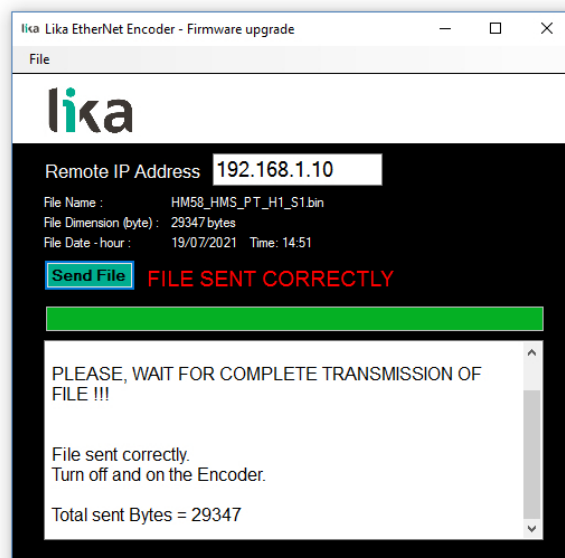 lika Lika EtherNet Encoder - Firmware upgrade
File
lika
Remote IP Address 192.168.1.10
File Name : HM58_HMS_PT_H1_S1.bin
File Dimension (byte) : 29347 bytes
File Date - hour : 19/07/2021 Time: 14:51
Send File FILE SENT CORRECTLY
PLEASE, WAIT FOR COMPLETE TRANSMISSION OF
FILE !!!
File sent correctly.
Turn off and on the Encoder.
Total sent Bytes = 29347